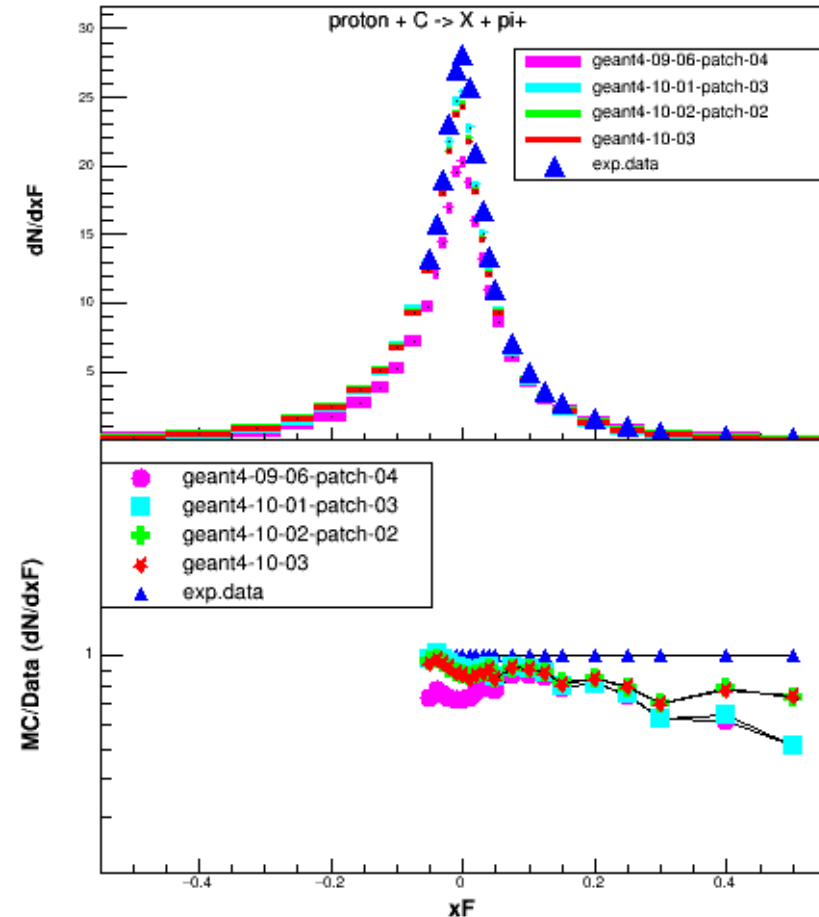 proton + C -> X + pi+
30
25
20
15
10
5
dN/dxF
geant4-09-06-patch-04
geant4-10-01-patch-03
geant4-10-02-patch-02
geant4-10-03
exp.data
geant4-09-06-patch-04
geant4-10-01-patch-03
geant4-10-02-patch-02
geant4-10-03
exp.data
MC/Data (dN/dxF)
1
−0.4 −0.2 0 0.2 0.4
xF